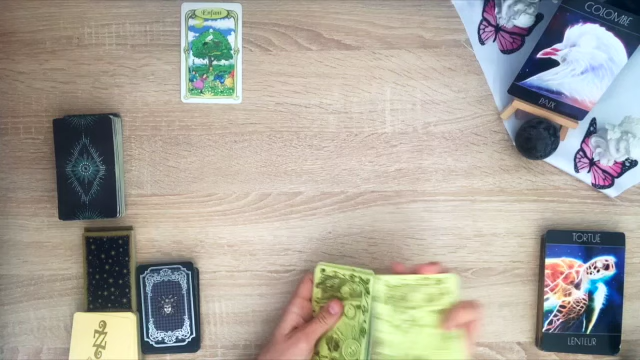 Enfant
COLOMBE
PAIX
TORTUE
LENTEUR